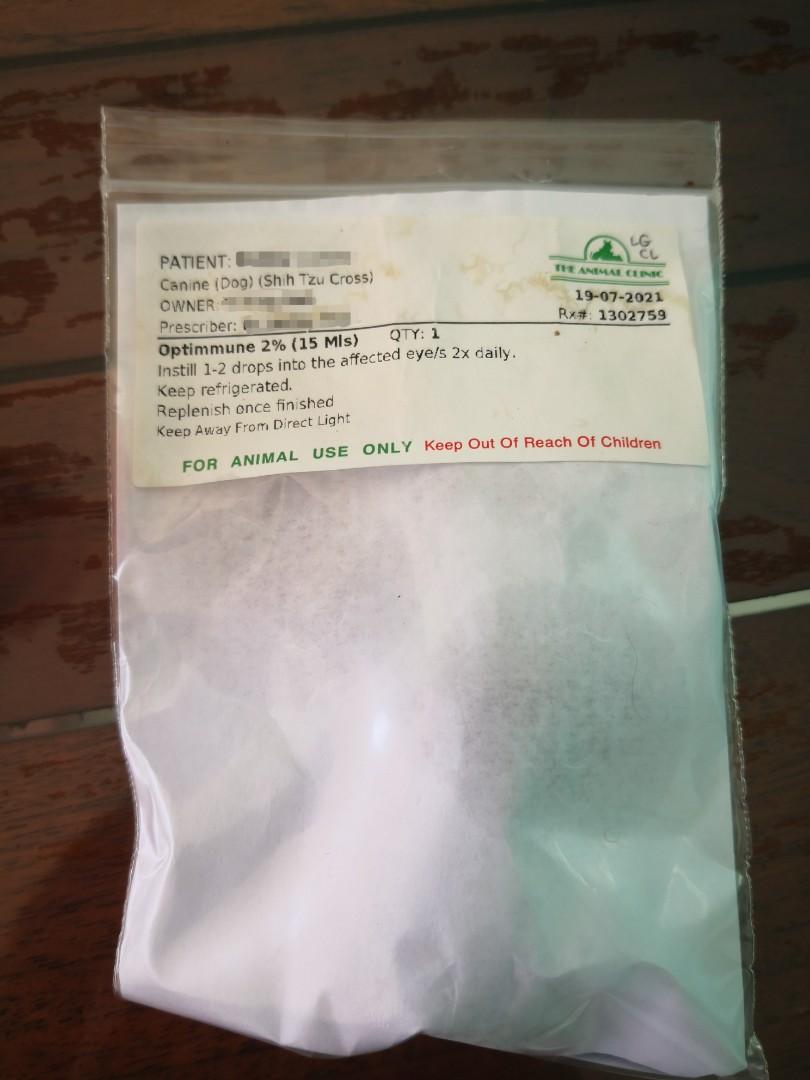 LG
CL
THE ANIMAL CLINIC
19-07-2021
Rx#: 1302759
PATIENT:
Canine (Dog) (Shih Tzu Cross)
OWNER:
Prescriber:
Optimmune 2% (15 Mls) QTY: 1
Instill 1-2 drops into the affected eye/s 2x daily.
Keep refrigerated.
Replenish once finished
Keep Away From Direct Light
FOR ANIMAL USE ONLY Keep Out Of Reach Of Children